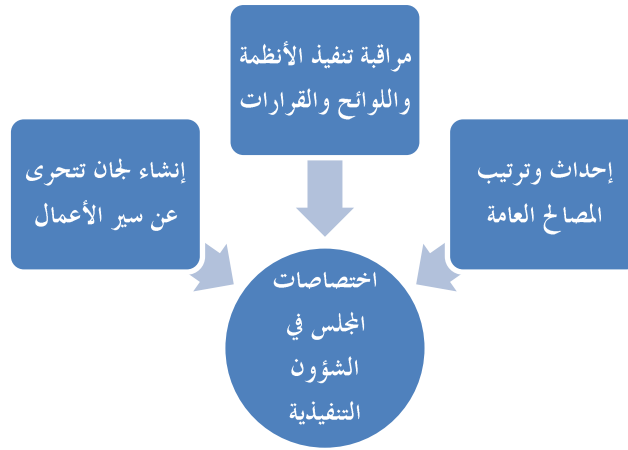 مراقبة تنفيذ الأنظمة
واللوائح والقرارات
إحداث وترتيب
المصالح العامة
إنشاء لجان تتحرى
عن سير الأعمال
اختصاصات
المجلس في
الشؤون
التنفيذية